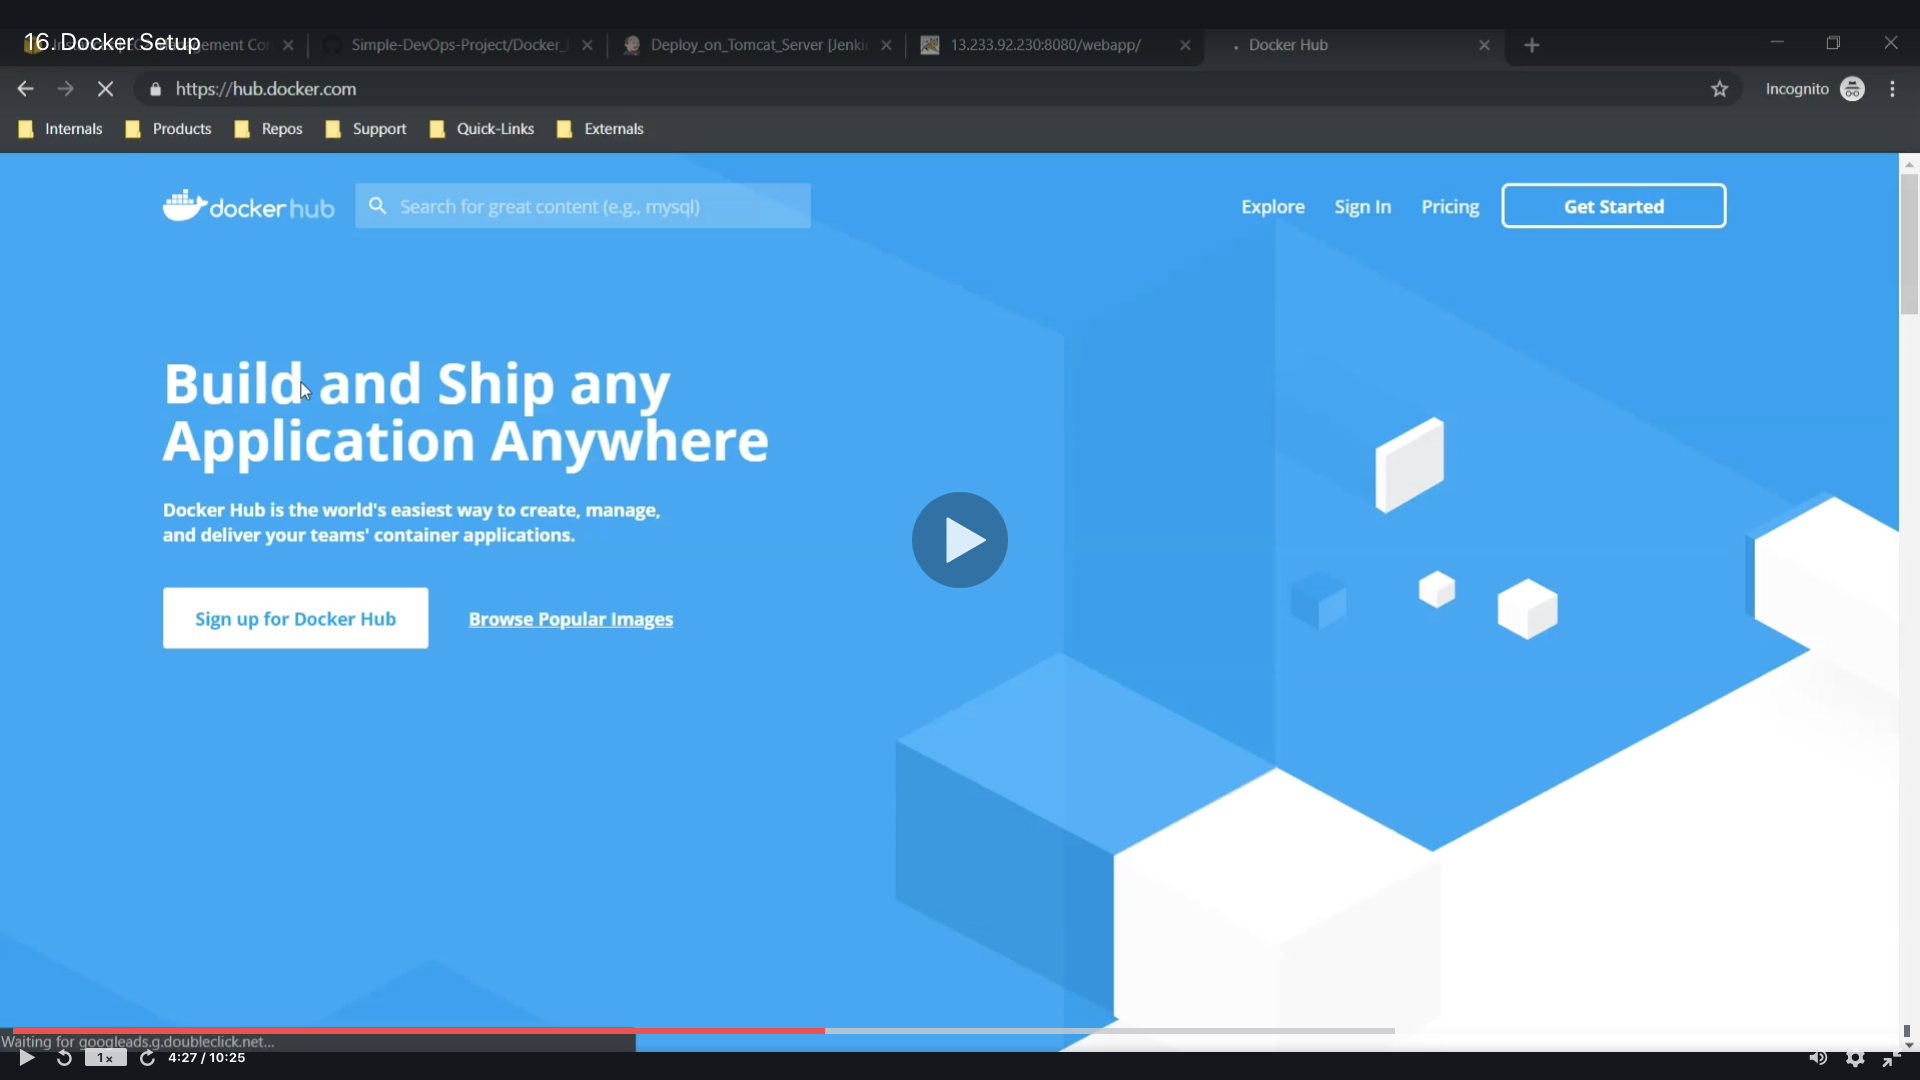 16. Docker Setup
Simple-DevOps-Project/Docker_
Deploy_on_Tomcat_Server [Jenki
13.233.92.230:8080/webapp/
Docker Hub
https://hub.docker.com
Incognito
Internals
Products
Repos
Support
Quick-Links
Externals
docker hub
Search for great content (e.g., mysql)
Explore
Sign In
Pricing
Get Started
Build and Ship any
Application Anywhere
Docker Hub is the world's easiest way to create, manage,
and deliver your teams' container applications.
Sign up for Docker Hub
Browse Popular Images
Waiting for googleads.g.doubleclick.net...
1x
4:27 / 10:25